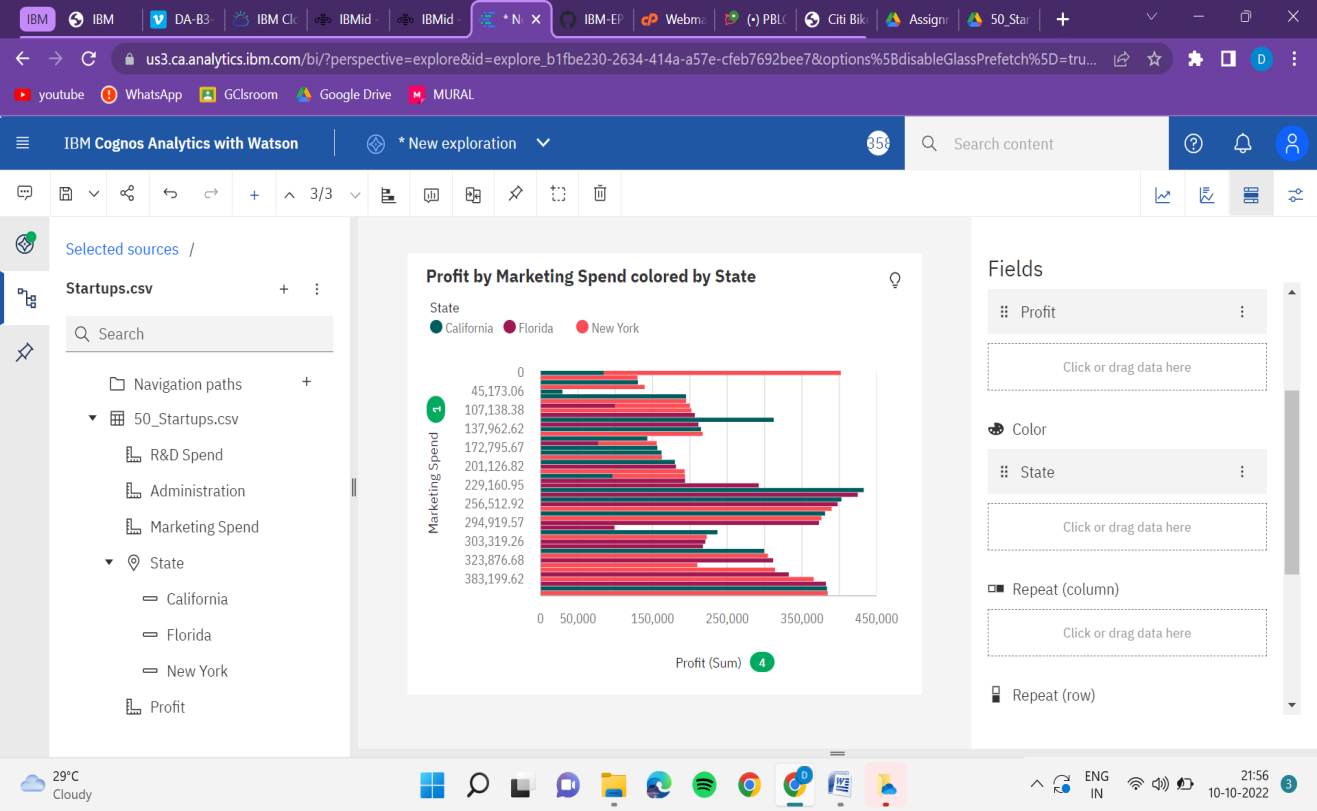 IBM
IBM
DA-B3-
IBM Clo
IBMid -
IBMid -
* N
IBM-EP
Webma
(•) PBL
Citi Bik
Assignm
50_Star
us3.ca.analytics.ibm.com/bi/?perspective=explore&id=explore_b1fbe230-2634-414a-a57e-cfeb7692bee7&options%5BdisableGlassPrefetch%5D=tru...
D
youtube
WhatsApp
GClsroom
Google Drive
MURAL
IBM Cognos Analytics with Watson
* New exploration
358
Search content
3/3
Selected sources /
Startups.csv
Search
Navigation paths
50_Startups.csv
R&D Spend
Administration
Marketing Spend
State
California
Florida
New York
Profit
Profit by Marketing Spend colored by State
State
California
Florida
New York
Marketing Spend
1
0
45,173.06
107,138.38
137,962.62
172,795.67
201,126.82
229,160.95
256,512.92
294,919.57
303,319.26
323,876.68
383,199.62
0 50,000 150,000 250,000 350,000 450,000
Profit (Sum) 4
Fields
Profit
Click or drag data here
Color
State
Click or drag data here
Repeat (column)
Click or drag data here
Repeat (row)
29°C
Cloudy
D
ENG
IN
21:56
10-10-2022
3